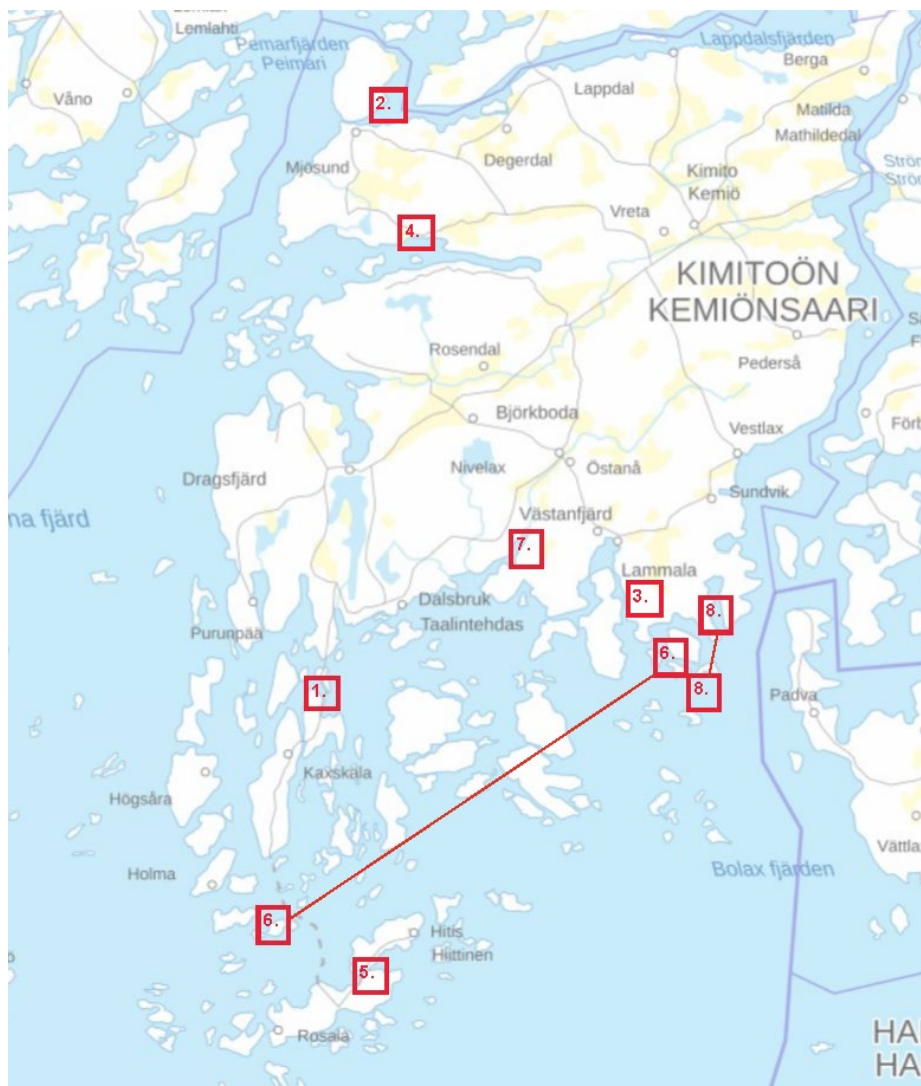 Lemlahti
Pemarfjärden
Peimari
Lappdalsfjärden
Berga
Våno
Lappdal
2.
Matilda
Mathildedal
Degerdal
Mjösund
Kimito
Kemiö
Vreta
4.
KIMITOÖN
KEMIÖNSAARI
Rosendal
Pederså
Björkboda
Vestlax
Dragsfjärd
Nivelax
Östanå
Sundvik
na fjärd
Västanfjärd
7.
Lammala
3.
8.
Dalsbruk
Taalintehdas
Purunpää
6.
8.
1.
Padva
Kaxskäla
Högsåra
Holma
Bolax fjärden
6.
Hitis
Hiittinen
5.
Rosala
HA
HA